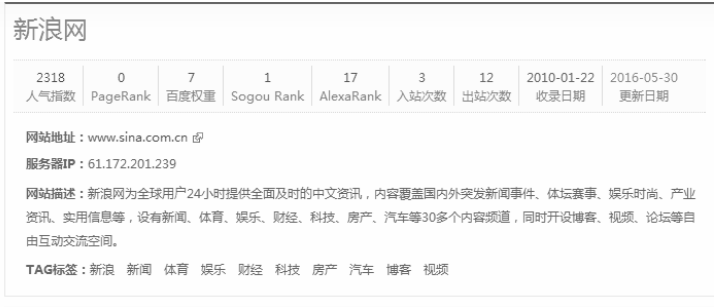 新浪网
2318 0 7 1 17 3 12 2010-01-22 2016-05-30
人气指数 PageRank 百度权重 Sogou Rank AlexaRank 入站次数 出站次数 收录日期 更新日期
网站地址：www.sina.com.cn
服务器IP：61.172.201.239
网站描述：新浪网为全球用户24小时提供全面及时的中文资讯，内容覆盖国内外突发新闻事件、体坛赛事、娱乐时尚、产业
资讯、实用信息等，设有新闻、体育、娱乐、财经、科技、房产、汽车等30多个内容频道，同时开设博客、视频、论坛等自
由互动交流空间。
TAG标签：新浪 新闻 体育 娱乐 财经 科技 房产 汽车 博客 视频